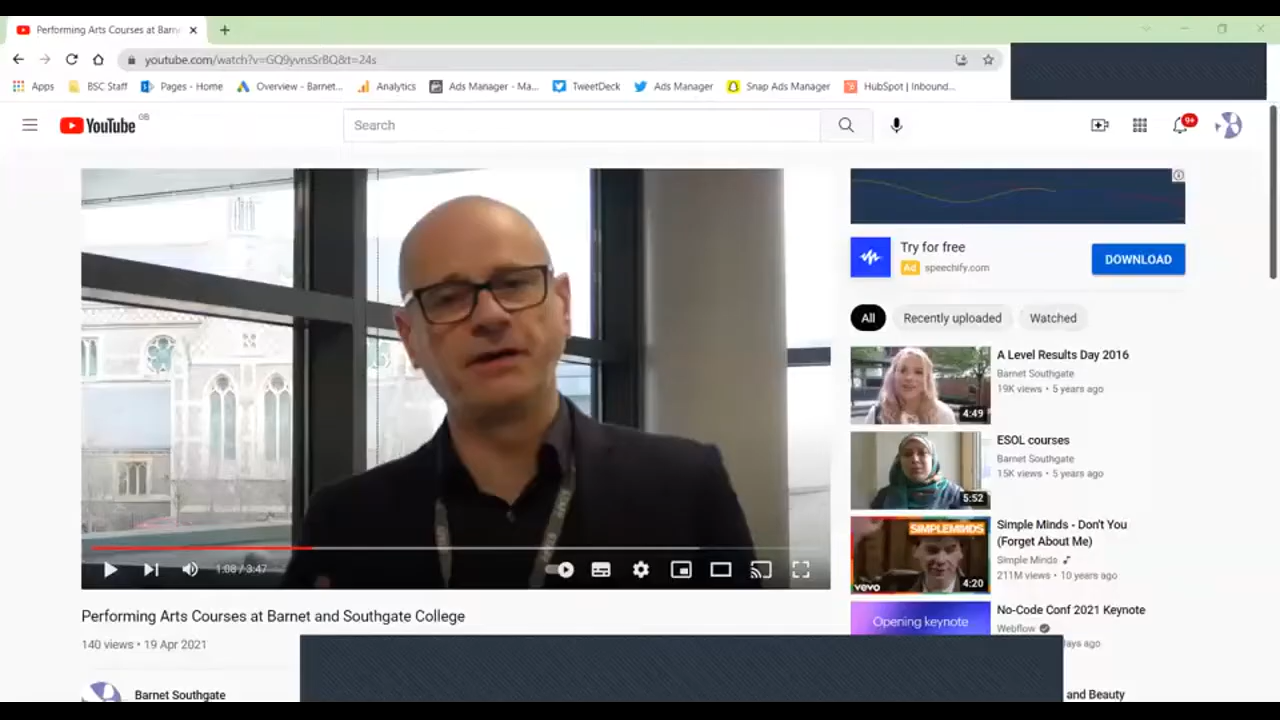 Performing Arts Courses at Barn
youtube.com/watch?v=GQ9yvnsSrBQ&t=24s
Apps BSC Staff Pages - Home Overview - Barnet... Analytics Ads Manager - Ma... TweetDeck Ads Manager Snap Ads Manager HubSpot | Inbound...
YouTube GB
Search
9+
Try for free
Ad speechify.com
DOWNLOAD
All Recently uploaded Watched
A Level Results Day 2016
Barnet Southgate
19K views • 5 years ago
4:49
ESOL courses
Barnet Southgate
15K views • 5 years ago
5:52
SIMPLEMINDS
vevo
4:20
Simple Minds - Don't You
(Forget About Me)
Simple Minds
211M views • 10 years ago
1:08 / 3:47
Performing Arts Courses at Barnet and Southgate College
140 views • 19 Apr 2021
Opening keynote
No-Code Conf 2021 Keynote
Webflow
days ago
Barnet Southgate
and Beauty